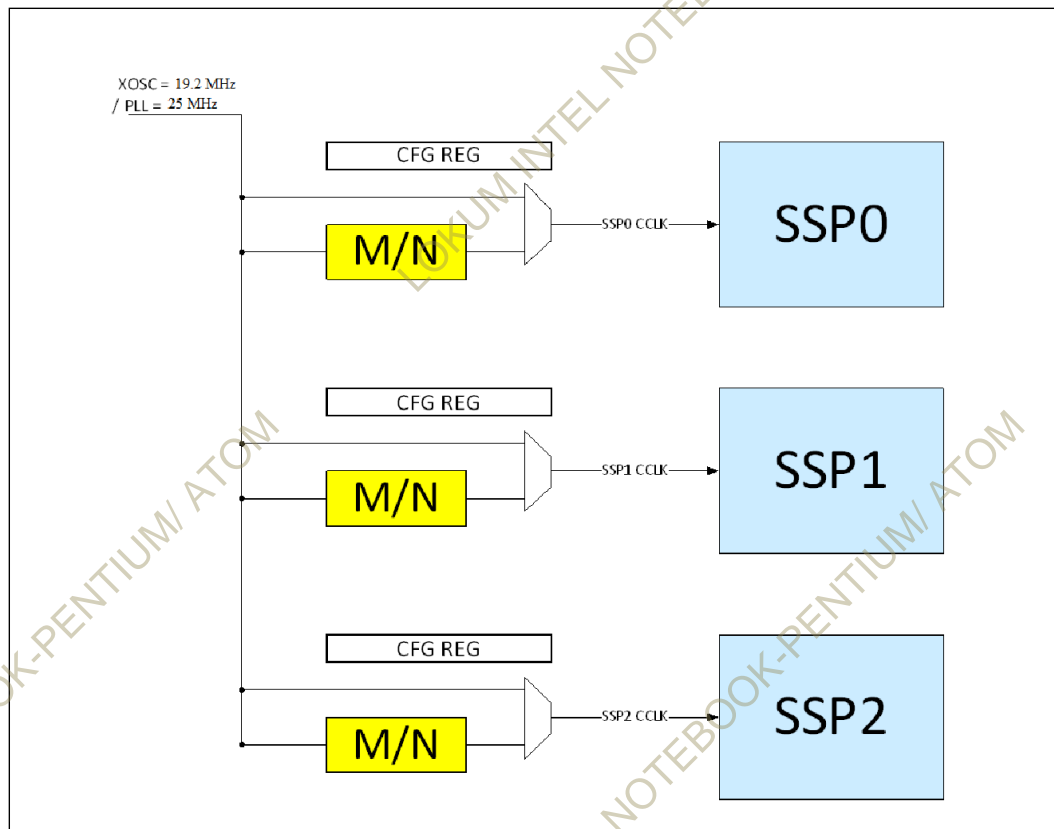 XOSC = 19.2 MHz
/ PLL = 25 MHz
CFG REG
M/N
SSP0 CCLK
SSP0
CFG REG
M/N
SSP1 CCLK
SSP1
CFG REG
M/N
SSP2 CCLK
SSP2
LOKUM INTEL NOTE
OK-PENTIUM/ ATOM
NOTEBOOK-PENTIUM/ ATOM